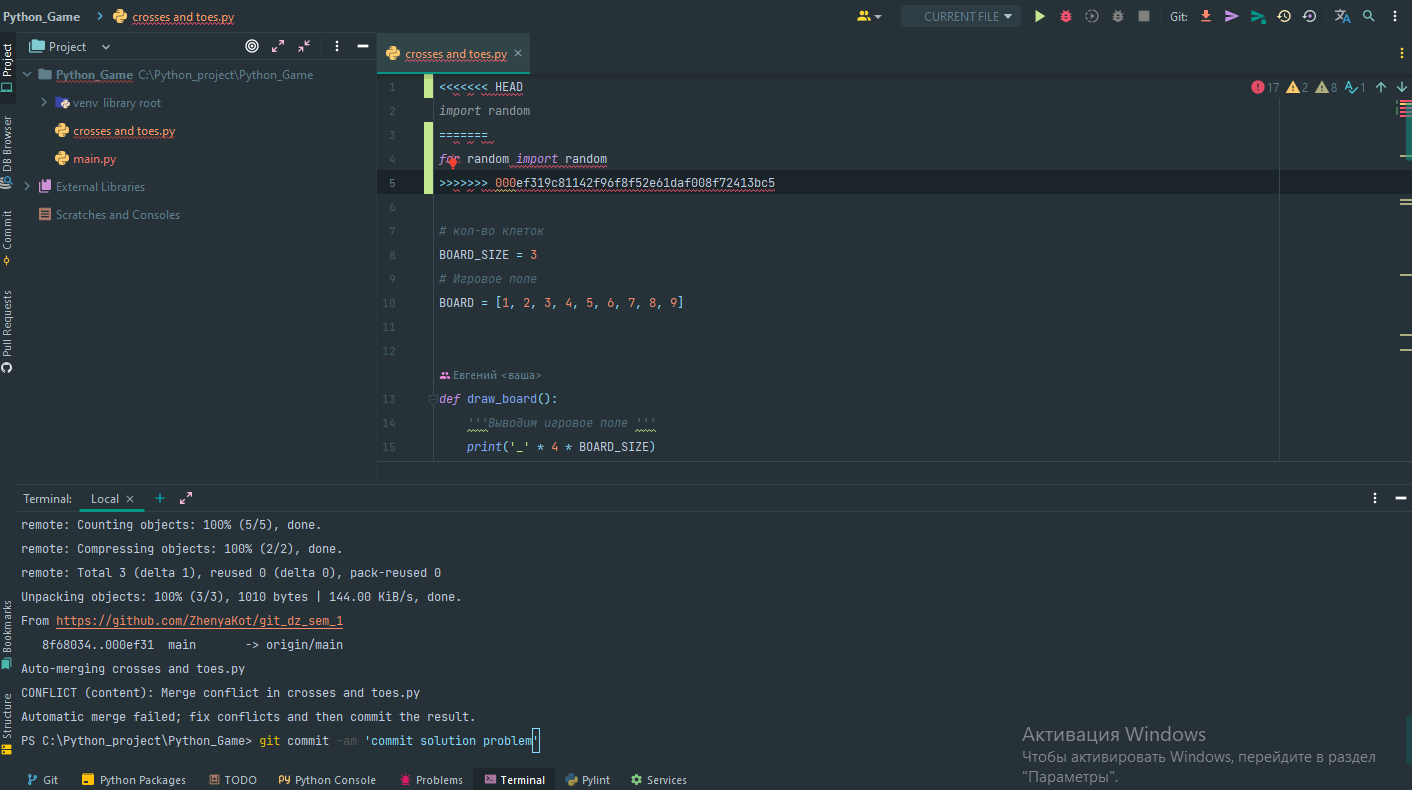 Python_Game
crosses and toes.py
CURRENT FILE
Git:
Project
Project
crosses and toes.py
Python_Game C:\Python_project\Python_Game
venv library root
crosses and toes.py
main.py
External Libraries
Scratches and Consoles
DB Browser
Commit
Pull Requests
Bookmarks
Structure
17 2 8 1
1 <<<<<<< HEAD
2 import random
3 =======
4 for random import random
5 >>>>>>> 000ef319c81142f96f8f52e61daf008f72413bc5
6
7 # кол-во клеток
8 BOARD_SIZE = 3
9 # Игровое поле
10 BOARD = [1, 2, 3, 4, 5, 6, 7, 8, 9]
11
12
Евгений <ваша>
13 def draw_board():
14 '''Выводим игровое поле '''
15 print('_' * 4 * BOARD_SIZE)
Terminal: Local
remote: Counting objects: 100% (5/5), done.
remote: Compressing objects: 100% (2/2), done.
remote: Total 3 (delta 1), reused 0 (delta 0), pack-reused 0
Unpacking objects: 100% (3/3), 1010 bytes | 144.00 KiB/s, done.
From https://github.com/ZhenyaKot/git_dz_sem_1
8f68034..000ef31 main -> origin/main
Auto-merging crosses and toes.py
CONFLICT (content): Merge conflict in crosses and toes.py
Automatic merge failed; fix conflicts and then commit the result.
PS C:\Python_project\Python_Game> git commit -am 'commit solution problem'
Активация Windows
Чтобы активировать Windows, перейдите в раздел
"Параметры".
Git
Python Packages
TODO
Python Console
Problems
Terminal
Pylint
Services